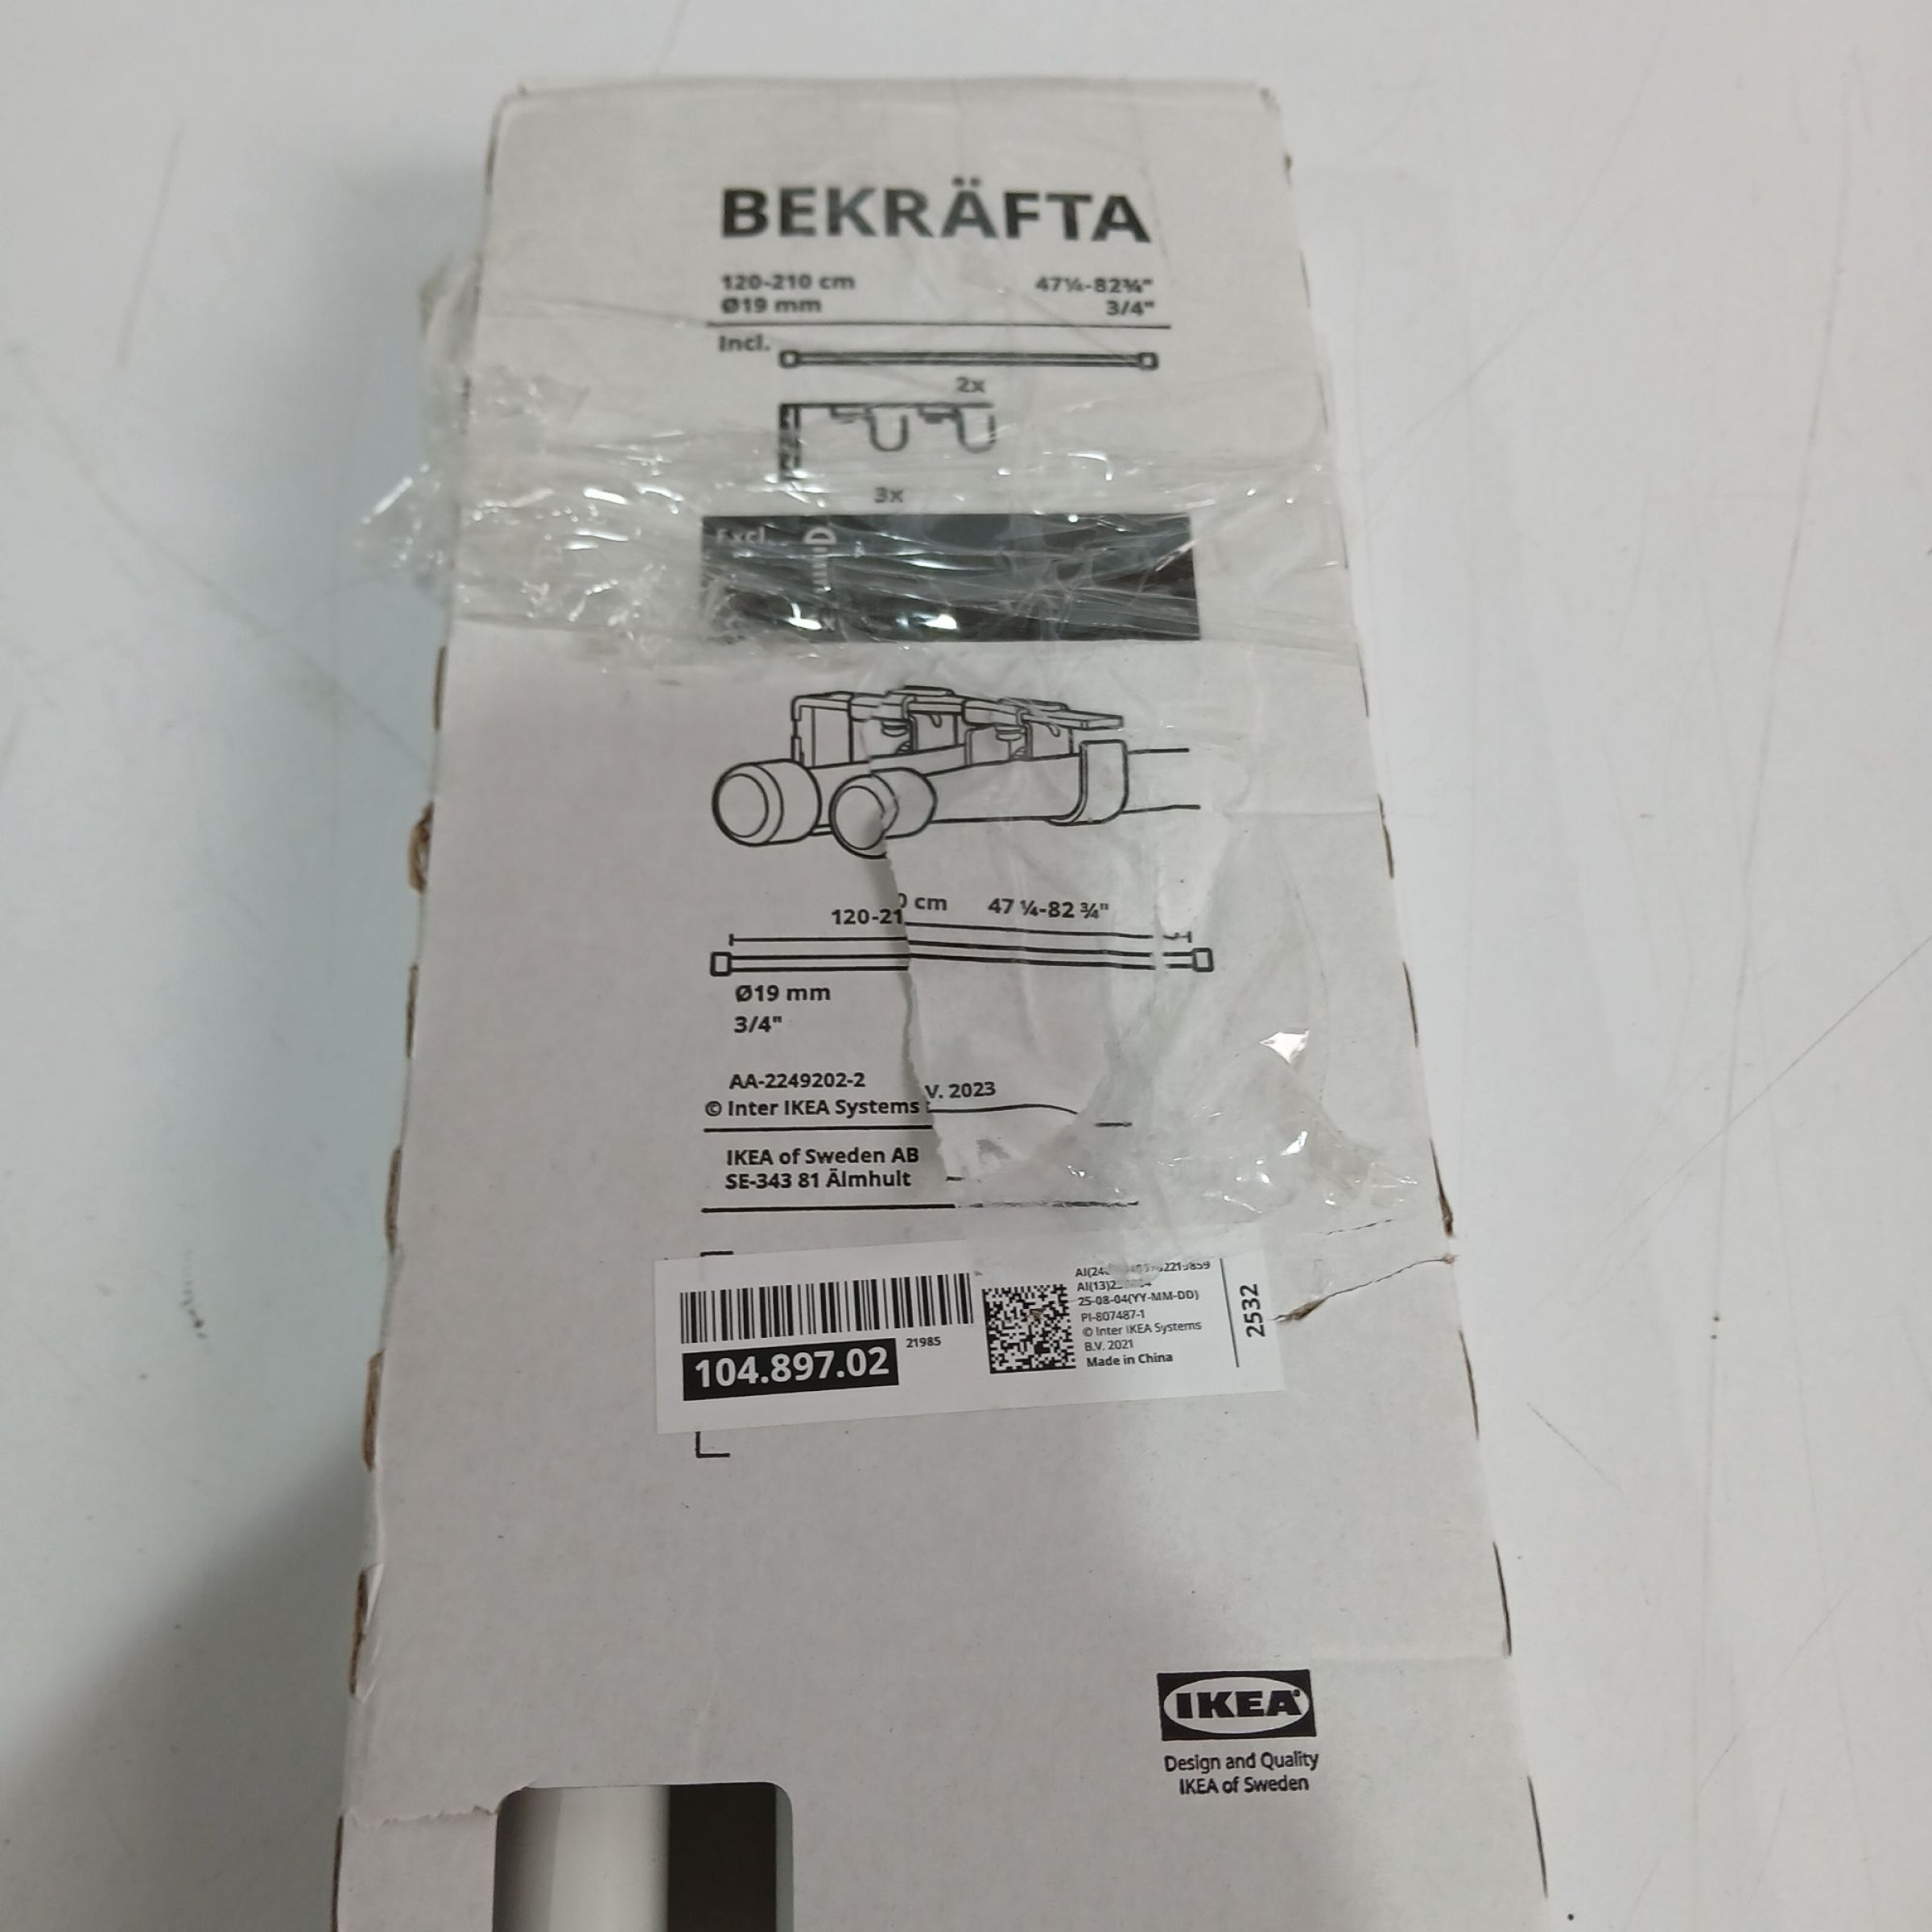 BEKRÄFTA
120-210 cm 47¼-82¾"
Ø19 mm 3/4"
Incl.
2x
3x
Excl.
120-21 0 cm 47 ¼-82 ¾"
Ø19 mm
3/4"
AA-2249202-2
© Inter IKEA Systems V. 2023
IKEA of Sweden AB
SE-343 81 Älmhult
21985
104.897.02
25-08-04(YY-MM-DD)
PI-807487-1
© Inter IKEA Systems
B.V. 2021
Made in China
2532
IKEA
Design and Quality
IKEA of Sweden